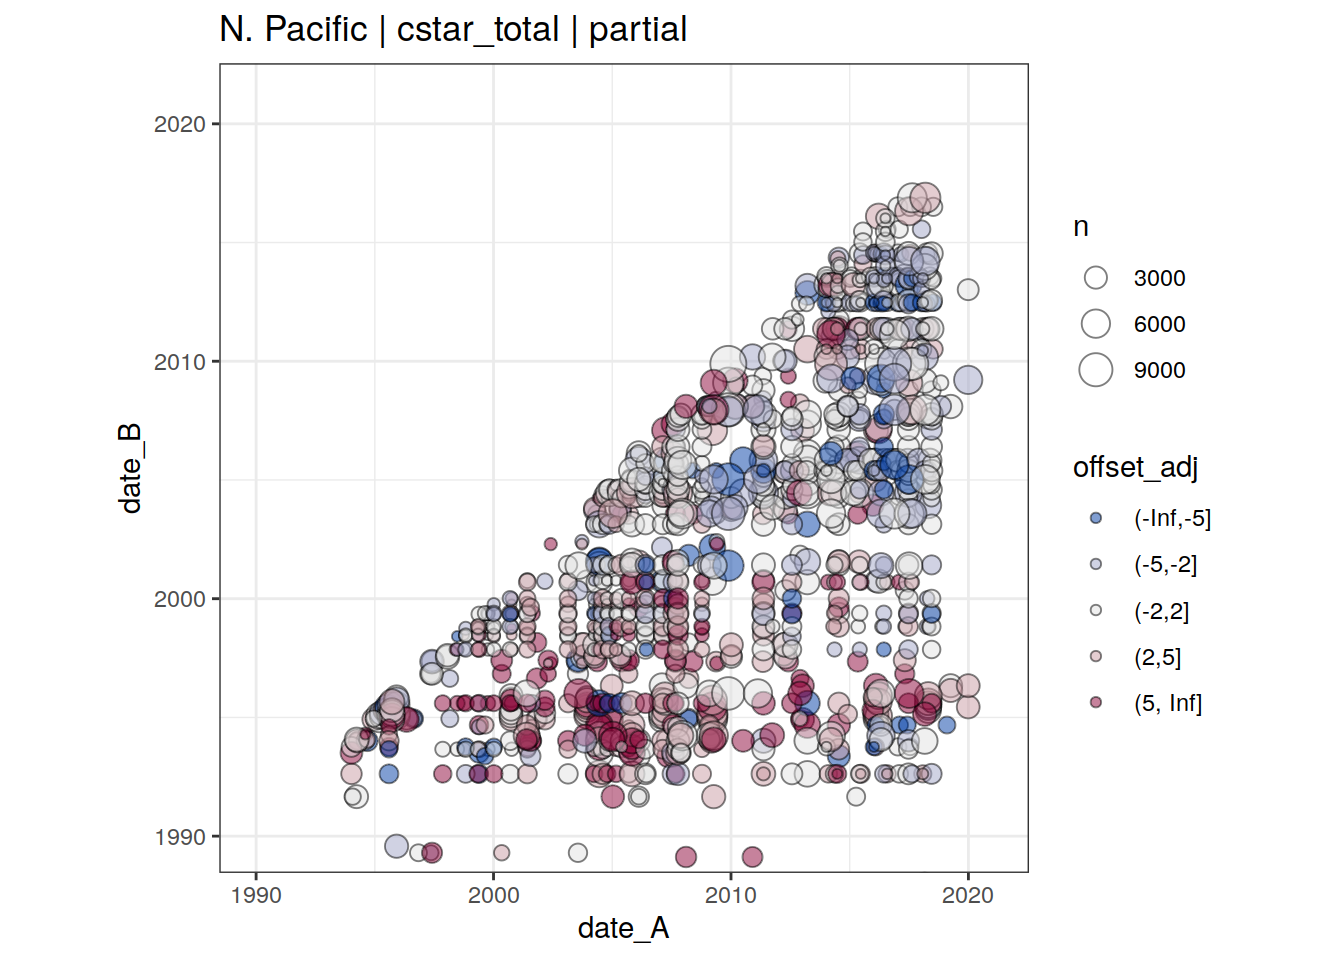 N. Pacific | cstar_total | partial
2020
2010
2000
1990
date_B
1990
2000
2010
2020
date_A
n
3000
6000
9000
offset_adj
(-Inf,-5]
(-5,-2]
(-2,2]
(2,5]
(5, Inf]